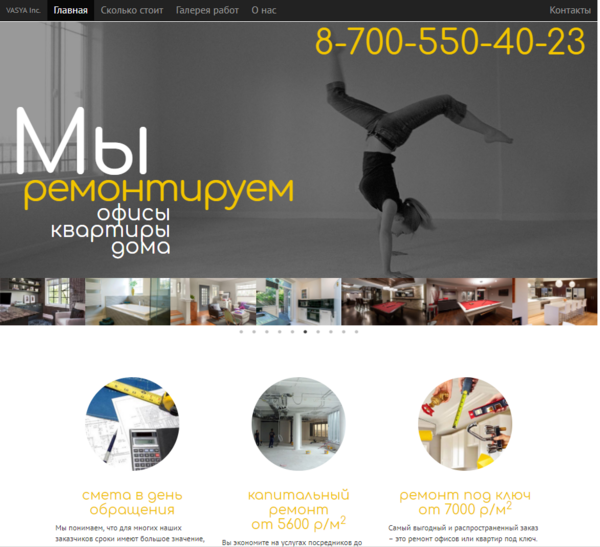 VASYA Inc. Главная Сколько стоит Галерея работ О нас Контакты
8-700-550-40-23
Мы
ремонтируем
офисы
квартиры
дома
смета в день
обращения
Мы понимаем, что для многих наших
заказчиков сроки имеют большое значение,
капитальный
ремонт
от 5600 р/м²
Вы экономите на услугах посредников до
ремонт под ключ
от 7000 р/м²
Самый выгодный и распространный заказ
– это ремонт офисов или квартир под ключ.